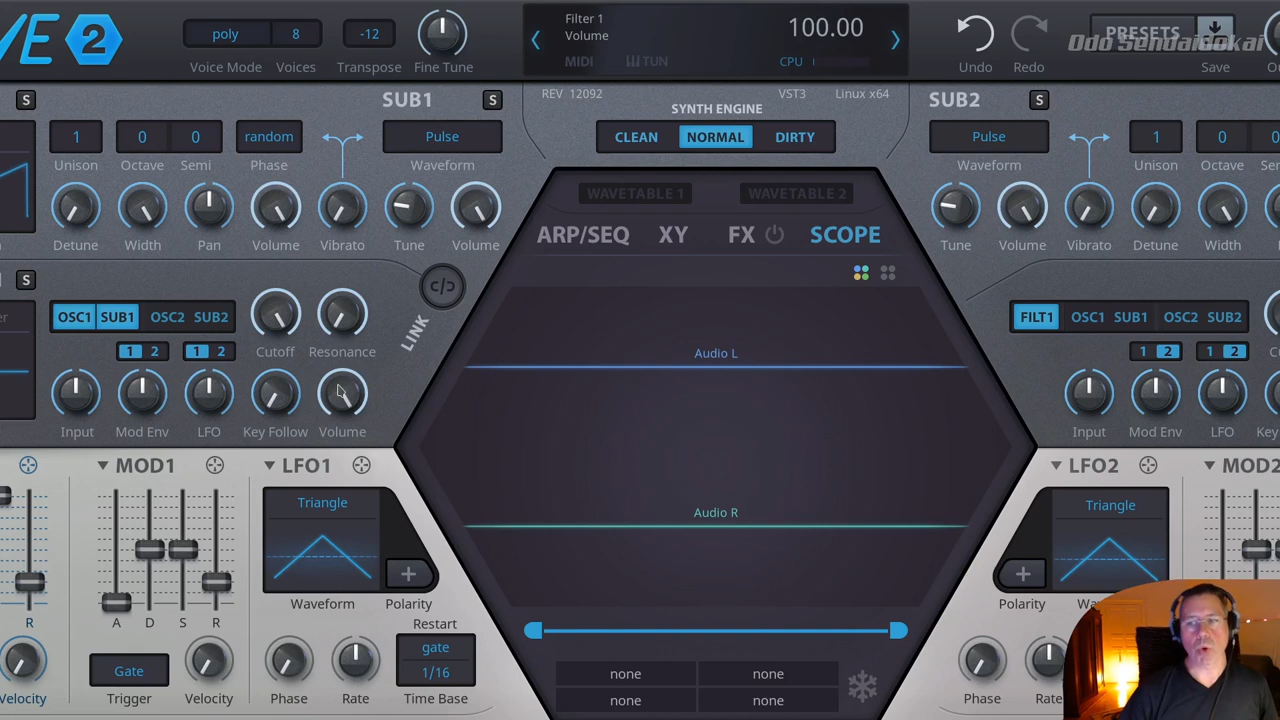 VE 2
poly 8 -12
Voice Mode Voices Transpose Fine Tune
Filter 1
Volume
100.00
MIDI TUN CPU
Undo Redo
PRESETS
Save
Odo Sendaidokai
S SUB1 S
REV 12092 VST3 Linux x64
SYNTH ENGINE
CLEAN NORMAL DIRTY
SUB2 S
1 0 0 random Pulse
Unison Octave Semi Phase Waveform
Detune Width Pan Volume Vibrato Tune Volume
Pulse 1 0
Waveform Unison Octave
Tune Volume Vibrato Detune Width
WAVETABLE 1 WAVETABLE 2
ARP/SEQ XY FX SCOPE
S
OSC1 SUB1 OSC2 SUB2
1 2 1 2
Cutoff Resonance
LINK
Input Mod Env LFO Key Follow Volume
Audio L
Audio R
FILT1 OSC1 SUB1 OSC2 SUB2
1 2 1 2
Input Mod Env LFO Key
MOD1 LFO1
Triangle
R A D S R
Waveform Polarity
Restart
gate
1/16
Time Base
Gate
Velocity Trigger Velocity Phase Rate
none none
none none
LFO2 MOD2
Triangle
Polarity
Phase Rate